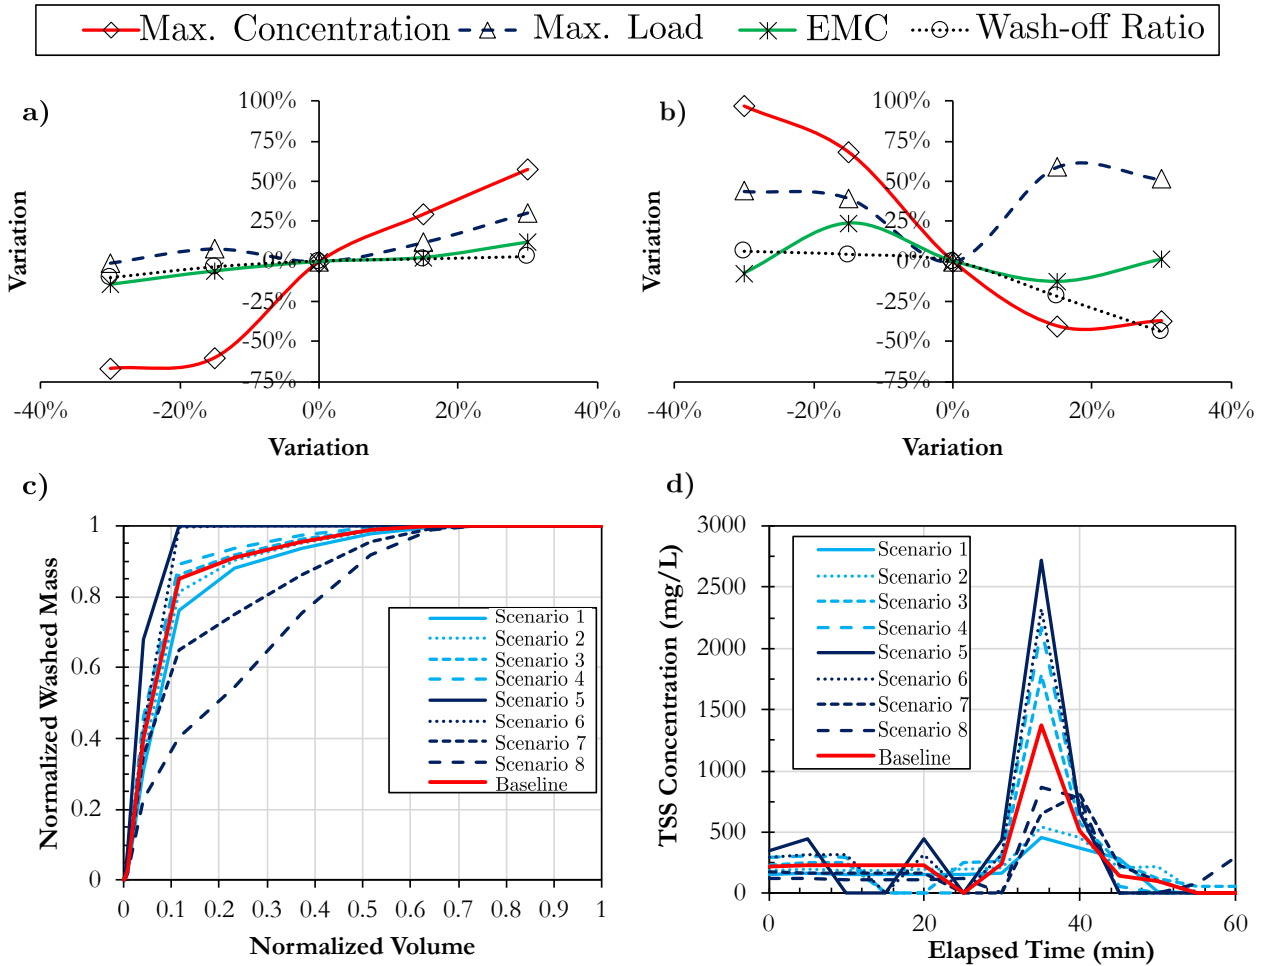 Max. Concentration Max. Load EMC Wash-off Ratio
a)
100%
75%
50%
25%
0%
-25%
-50%
-75%
-40% -20% 0% 20% 40%
Variation
Variation
b)
100%
75%
50%
25%
0%
-25%
-50%
-75%
-40% -20% 0% 20% 40%
Variation
Variation
c)
1
0.8
0.6
0.4
0.2
0
0 0.1 0.2 0.3 0.4 0.5 0.6 0.7 0.8 0.9 1
Normalized Washed Mass
Normalized Volume
Scenario 1
Scenario 2
Scenario 3
Scenario 4
Scenario 5
Scenario 6
Scenario 7
Scenario 8
Baseline
d)
3000
2500
2000
1500
1000
500
0
0 20 40 60
TSS Concentration (mg/L)
Elapsed Time (min)
Scenario 1
Scenario 2
Scenario 3
Scenario 4
Scenario 5
Scenario 6
Scenario 7
Scenario 8
Baseline